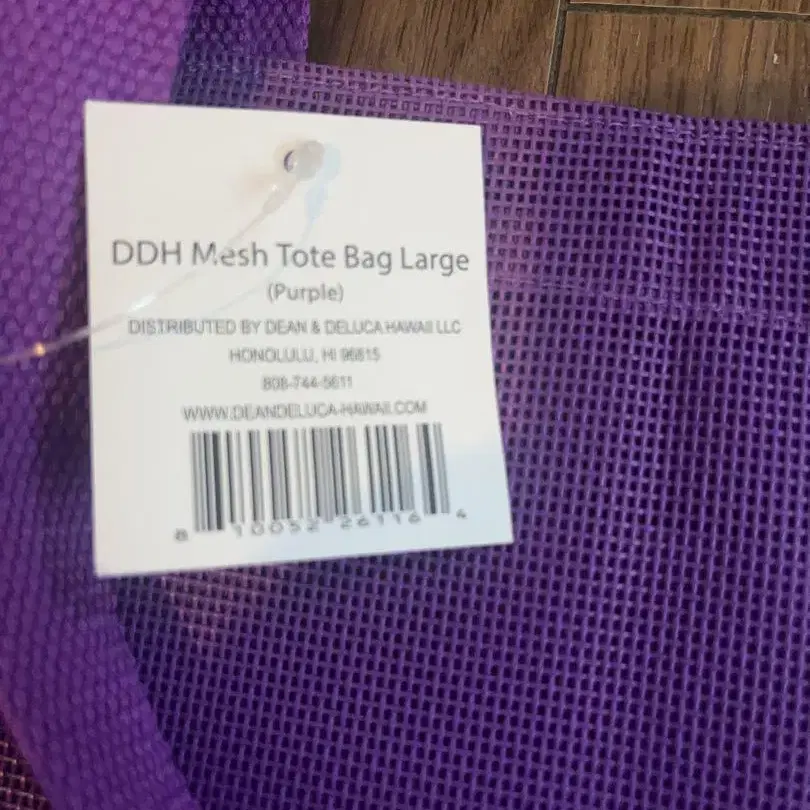 DDH Mesh Tote Bag Large
(Purple)
DISTRIBUTED BY DEAN & DELUCA HAWAII LLC
HONOLULU, HI 96815
808-744-5611
WWW.DEANDELUCA-HAWAII.COM
8 10052 26116 4